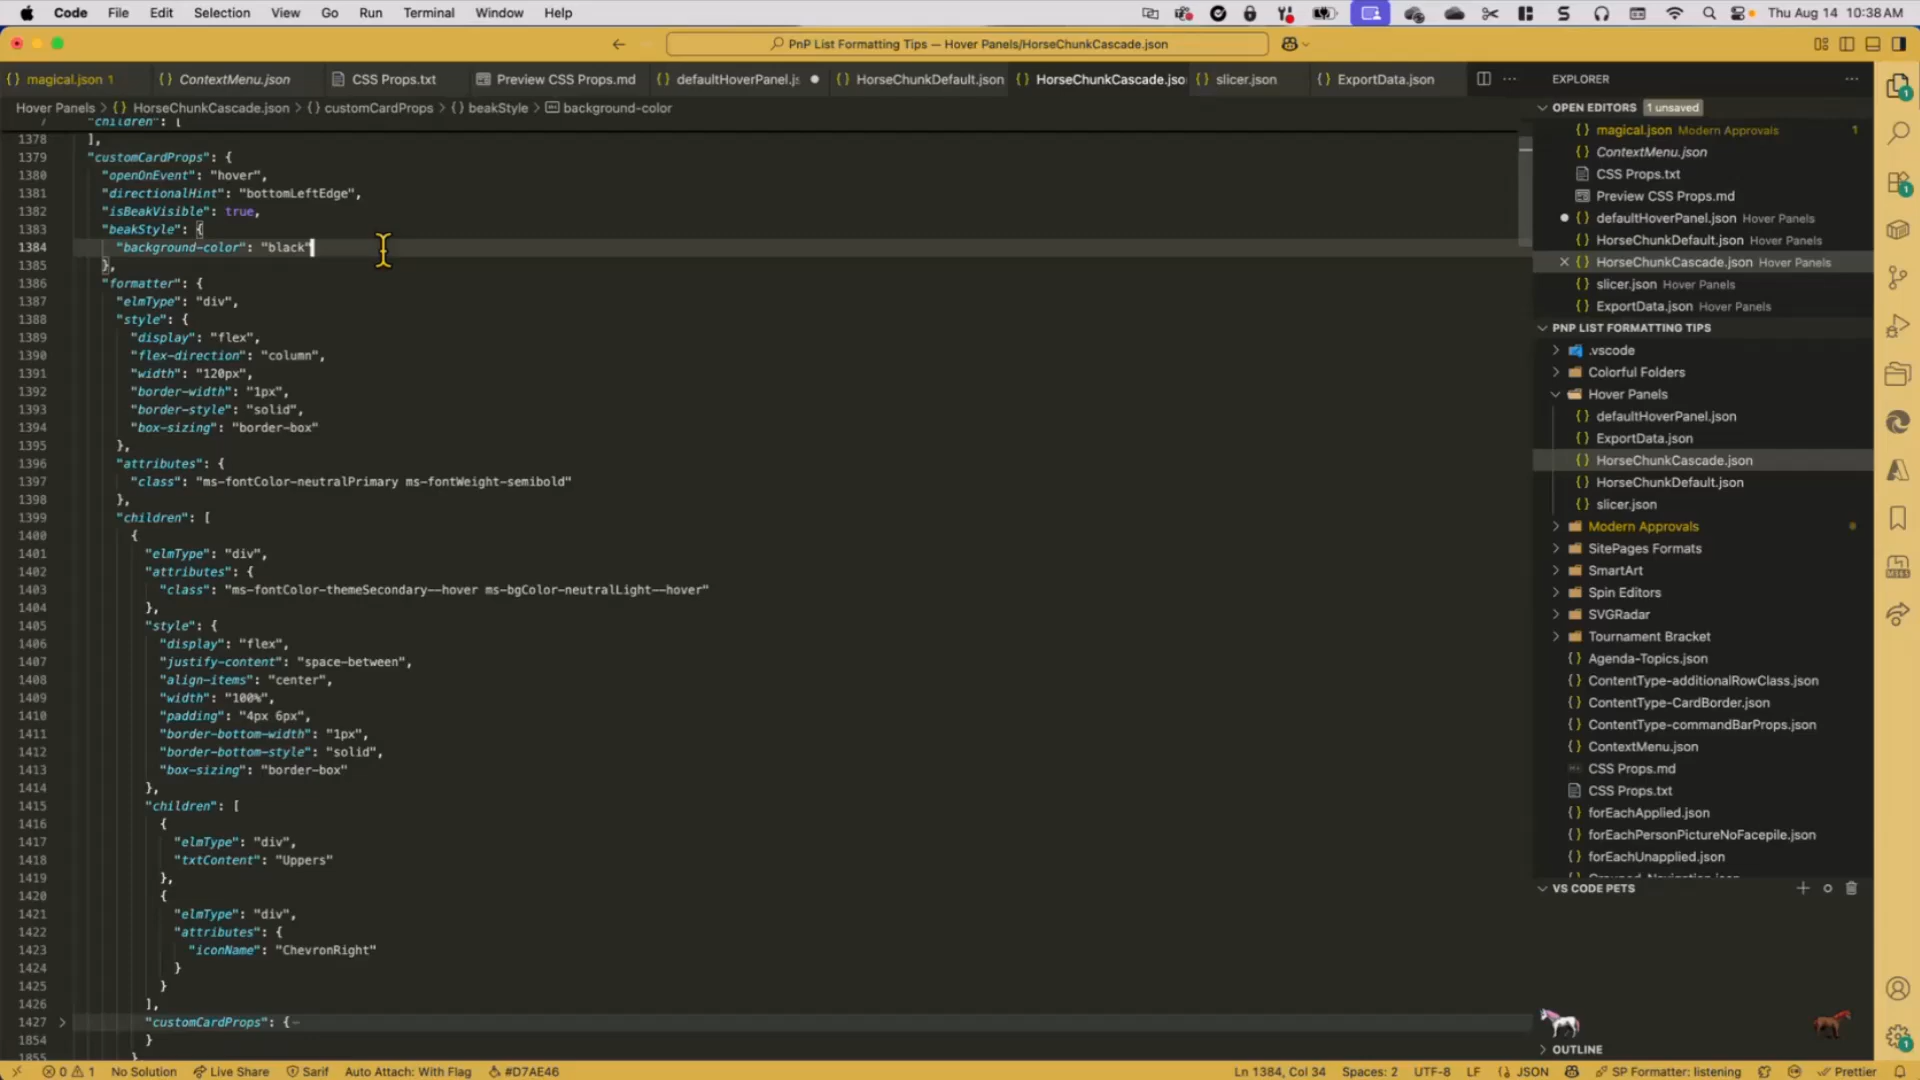 Code File Edit Selection View Go Run Terminal Window Help
Thu Aug 14 10:38 AM
PnP List Formatting Tips — Hover Panels/HorseChunkCascade.json
magical.json 1 ContextMenu.json CSS Props.txt Preview CSS Props.md defaultHoverPanel.js HorseChunkDefault.json HorseChunkCascade.jso slicer.json ExportData.json
Hover Panels > {} HorseChunkCascade.json > {} customCardProps > {} beakStyle > background-color
7 "children": [
1378 ],
1379 "customCardProps": {
1380 "openOnEvent": "hover",
1381 "directionalHint": "bottomLeftEdge",
1382 "isBeakVisible": true,
1383 "beakStyle": {
1384 "background-color": "black"
1385 },
1386 "formatter": {
1387 "elmType": "div",
1388 "style": {
1389 "display": "flex",
1390 "flex-direction": "column",
1391 "width": "120px",
1392 "border-width": "1px",
1393 "border-style": "solid",
1394 "box-sizing": "border-box"
1395 },
1396 "attributes": {
1397 "class": "ms-fontColor-neutralPrimary ms-fontWeight-semibold"
1398 },
1399 "children": [
1400 {
1401 "elmType": "div",
1402 "attributes": {
1403 "class": "ms-fontColor-themeSecondary--hover ms-bgColor-neutralLight--hover"
1404 },
1405 "style": {
1406 "display": "flex",
1407 "justify-content": "space-between",
1408 "align-items": "center",
1409 "width": "100%",
1410 "padding": "4px 6px",
1411 "border-bottom-width": "1px",
1412 "border-bottom-style": "solid",
1413 "box-sizing": "border-box"
1414 },
1415 "children": [
1416 {
1417 "elmType": "div",
1418 "txtContent": "Uppers"
1419 },
1420 {
1421 "elmType": "div",
1422 "attributes": {
1423 "iconName": "ChevronRight"
1424 }
1425 }
1426 ],
1427 "customCardProps": {
1854 }
1855 },
EXPLORER
OPEN EDITORS 1 unsaved
{} magical.json Modern Approvals 1
{} ContextMenu.json
CSS Props.txt
Preview CSS Props.md
{} defaultHoverPanel.json Hover Panels
{} HorseChunkDefault.json Hover Panels
{} HorseChunkCascade.json Hover Panels
{} slicer.json Hover Panels
{} ExportData.json Hover Panels
PNP LIST FORMATTING TIPS
.vscode
Colorful Folders
Hover Panels
{} defaultHoverPanel.json
{} ExportData.json
{} HorseChunkCascade.json
{} HorseChunkDefault.json
{} slicer.json
Modern Approvals
SitePages Formats
SmartArt
Spin Editors
SVGRadar
Tournament Bracket
{} Agenda-Topics.json
{} ContentType-additionalRowClass.json
{} ContentType-CardBorder.json
{} ContentType-commandBarProps.json
{} ContextMenu.json
CSS Props.md
CSS Props.txt
{} forEachApplied.json
{} forEachPersonPictureNoFacepile.json
{} forEachUnapplied.json
VS CODE PETS
OUTLINE
0 1 No Solution Live Share Sarif Auto Attach: With Flag #D7AE46 Ln 1384, Col 34 Spaces: 2 UTF-8 LF {} JSON SP Formatter: listening Prettier